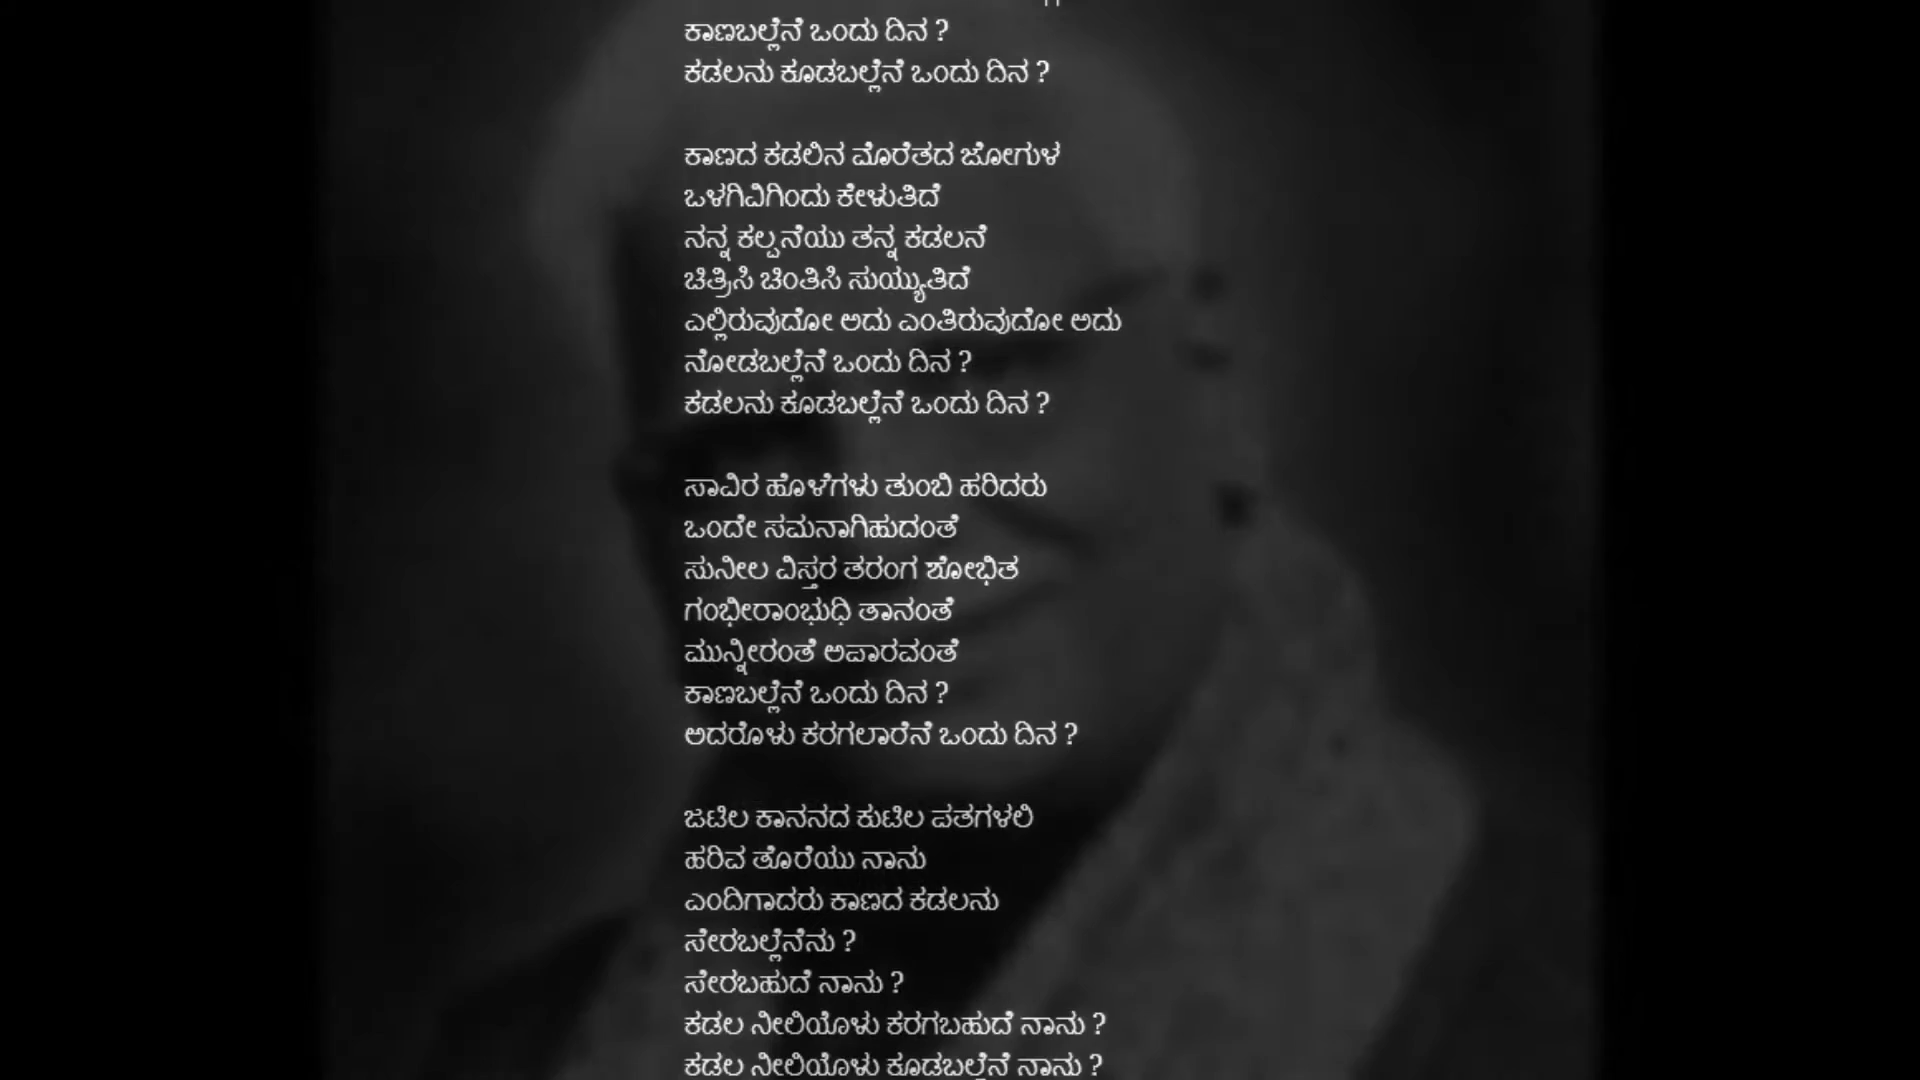 ಕಾಣಬಲ್ಲೆನೆ ಒಂದು ದಿನ ?
ಕಡಲನು ಕೂಡಬಲ್ಲೆನೆ ಒಂದು ದಿನ ?
ಕಾಣದ ಕಡಲಿನ ಮೊರೆತದ ಜೋಗುಳ
ಒಳಗಿವಿಗಿಂದು ಕೇಳುತಿದೆ
ನನ್ನ ಕಲ್ಪನೆಯು ತನ್ನ ಕಡಲನೆ
ಚಿತ್ರಿಸಿ ಚಿಂತಿಸಿ ಸುಯ್ಯುತಿದೆ
ಎಲ್ಲಿರುವುದೋ ಅದು ಎಂತಿರುವುದೋ ಅದು
ನೋಡಬಲ್ಲೆನೆ ಒಂದು ದಿನ ?
ಕಡಲನು ಕೂಡಬಲ್ಲೆನೆ ಒಂದು ದಿನ ?
ಸಾವಿರ ಹೊಳೆಗಳು ತುಂಬಿ ಹರಿದರು
ಒಂದೇ ಸಮನಾಗಿಹುದಂತೆ
ಸುನೀಲ ವಿಸ್ತರ ತರಂಗ ಶೋಭಿತ
ಗಂಭೀರಾಂಭುಧಿ ತಾನಂತೆ
ಮುನ್ನೀರಂತೆ ಅಪಾರವಂತೆ
ಕಾಣಬಲ್ಲೆನೆ ಒಂದು ದಿನ ?
ಅದರೊಳು ಕರಗಲಾರೆನೆ ಒಂದು ದಿನ ?
ಜಟಿಲ ಕಾನನದ ಕುಟಿಲ ಪತಗಳಲಿ
ಹರಿವ ತೊರೆಯು ನಾನು
ಎಂದಿಗಾದರು ಕಾಣದ ಕಡಲನು
ಸೇರಬಲ್ಲೆನೆನು ?
ಸೇರಬಹುದೆ ನಾನು ?
ಕಡಲ ನೀಲಿಯೊಳು ಕರಗಬಹುದೆ ನಾನು ?
ಕಡಲ ನೀಲಿಯೊಳು ಕೂಡಬಲ್ಲೆನೆ ನಾನು ?